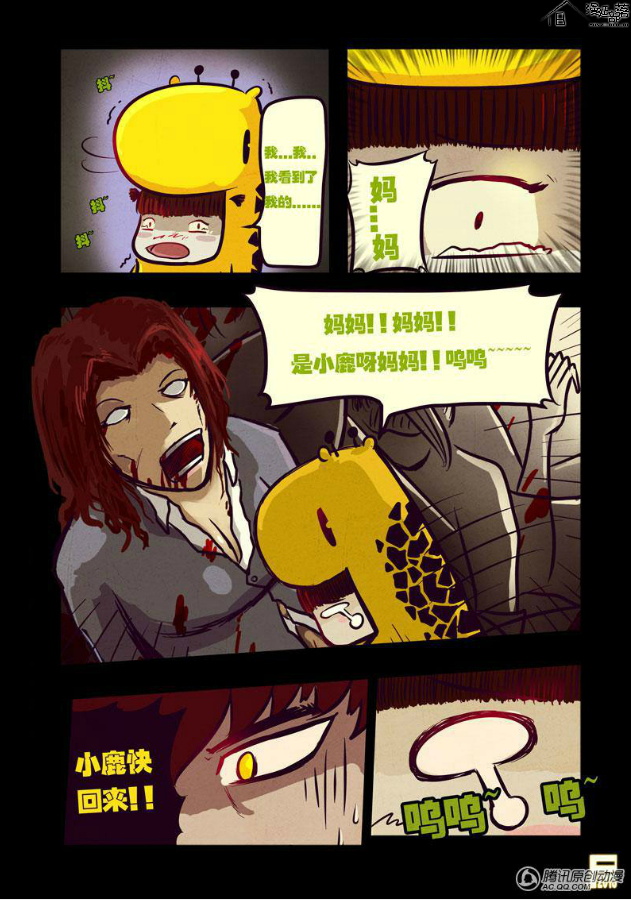 抖~
抖~
抖~
我...我..
我看到了
我的......
妈
......
妈
妈妈!!妈妈!!
是小鹿呀妈妈!!呜呜~~~~~
小鹿快
回来!!
呜呜~
呜~
腾讯原创动漫
AC.QQ.COM